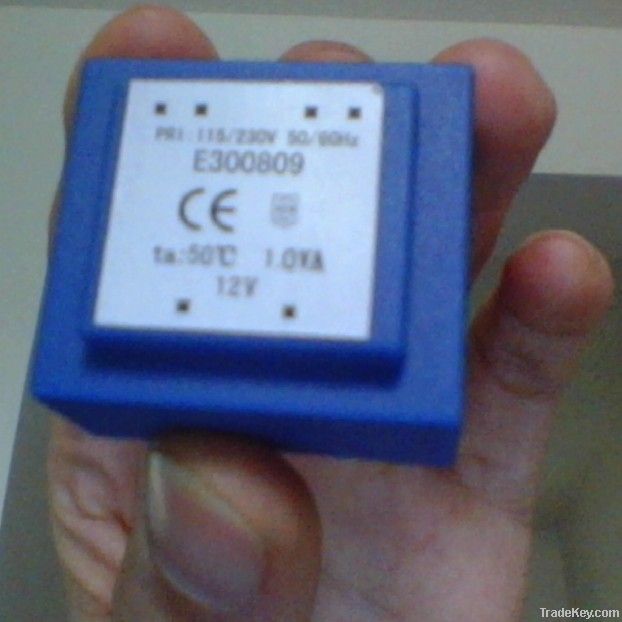 PRI:115/230V 50/60Hz
E300809
CE
ta:50℃ 1.0VA
12V
TradeKey.com